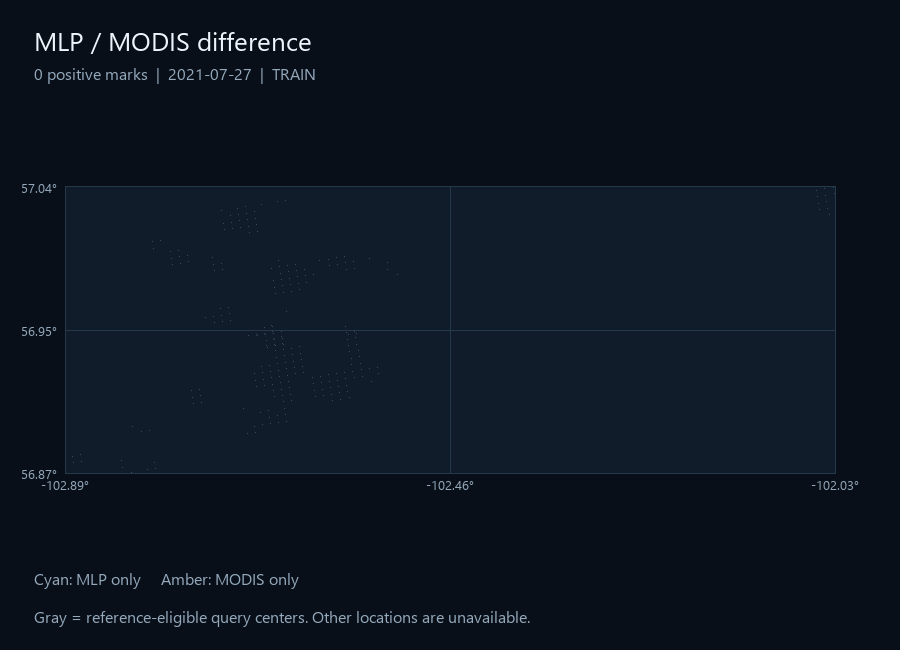 MLP / MODIS difference
0 positive marks | 2021-07-27 | TRAIN
57.04°
56.95°
56.87°
-102.89° -102.46° -102.03°
Cyan: MLP only Amber: MODIS only
Gray = reference-eligible query centers. Other locations are unavailable.